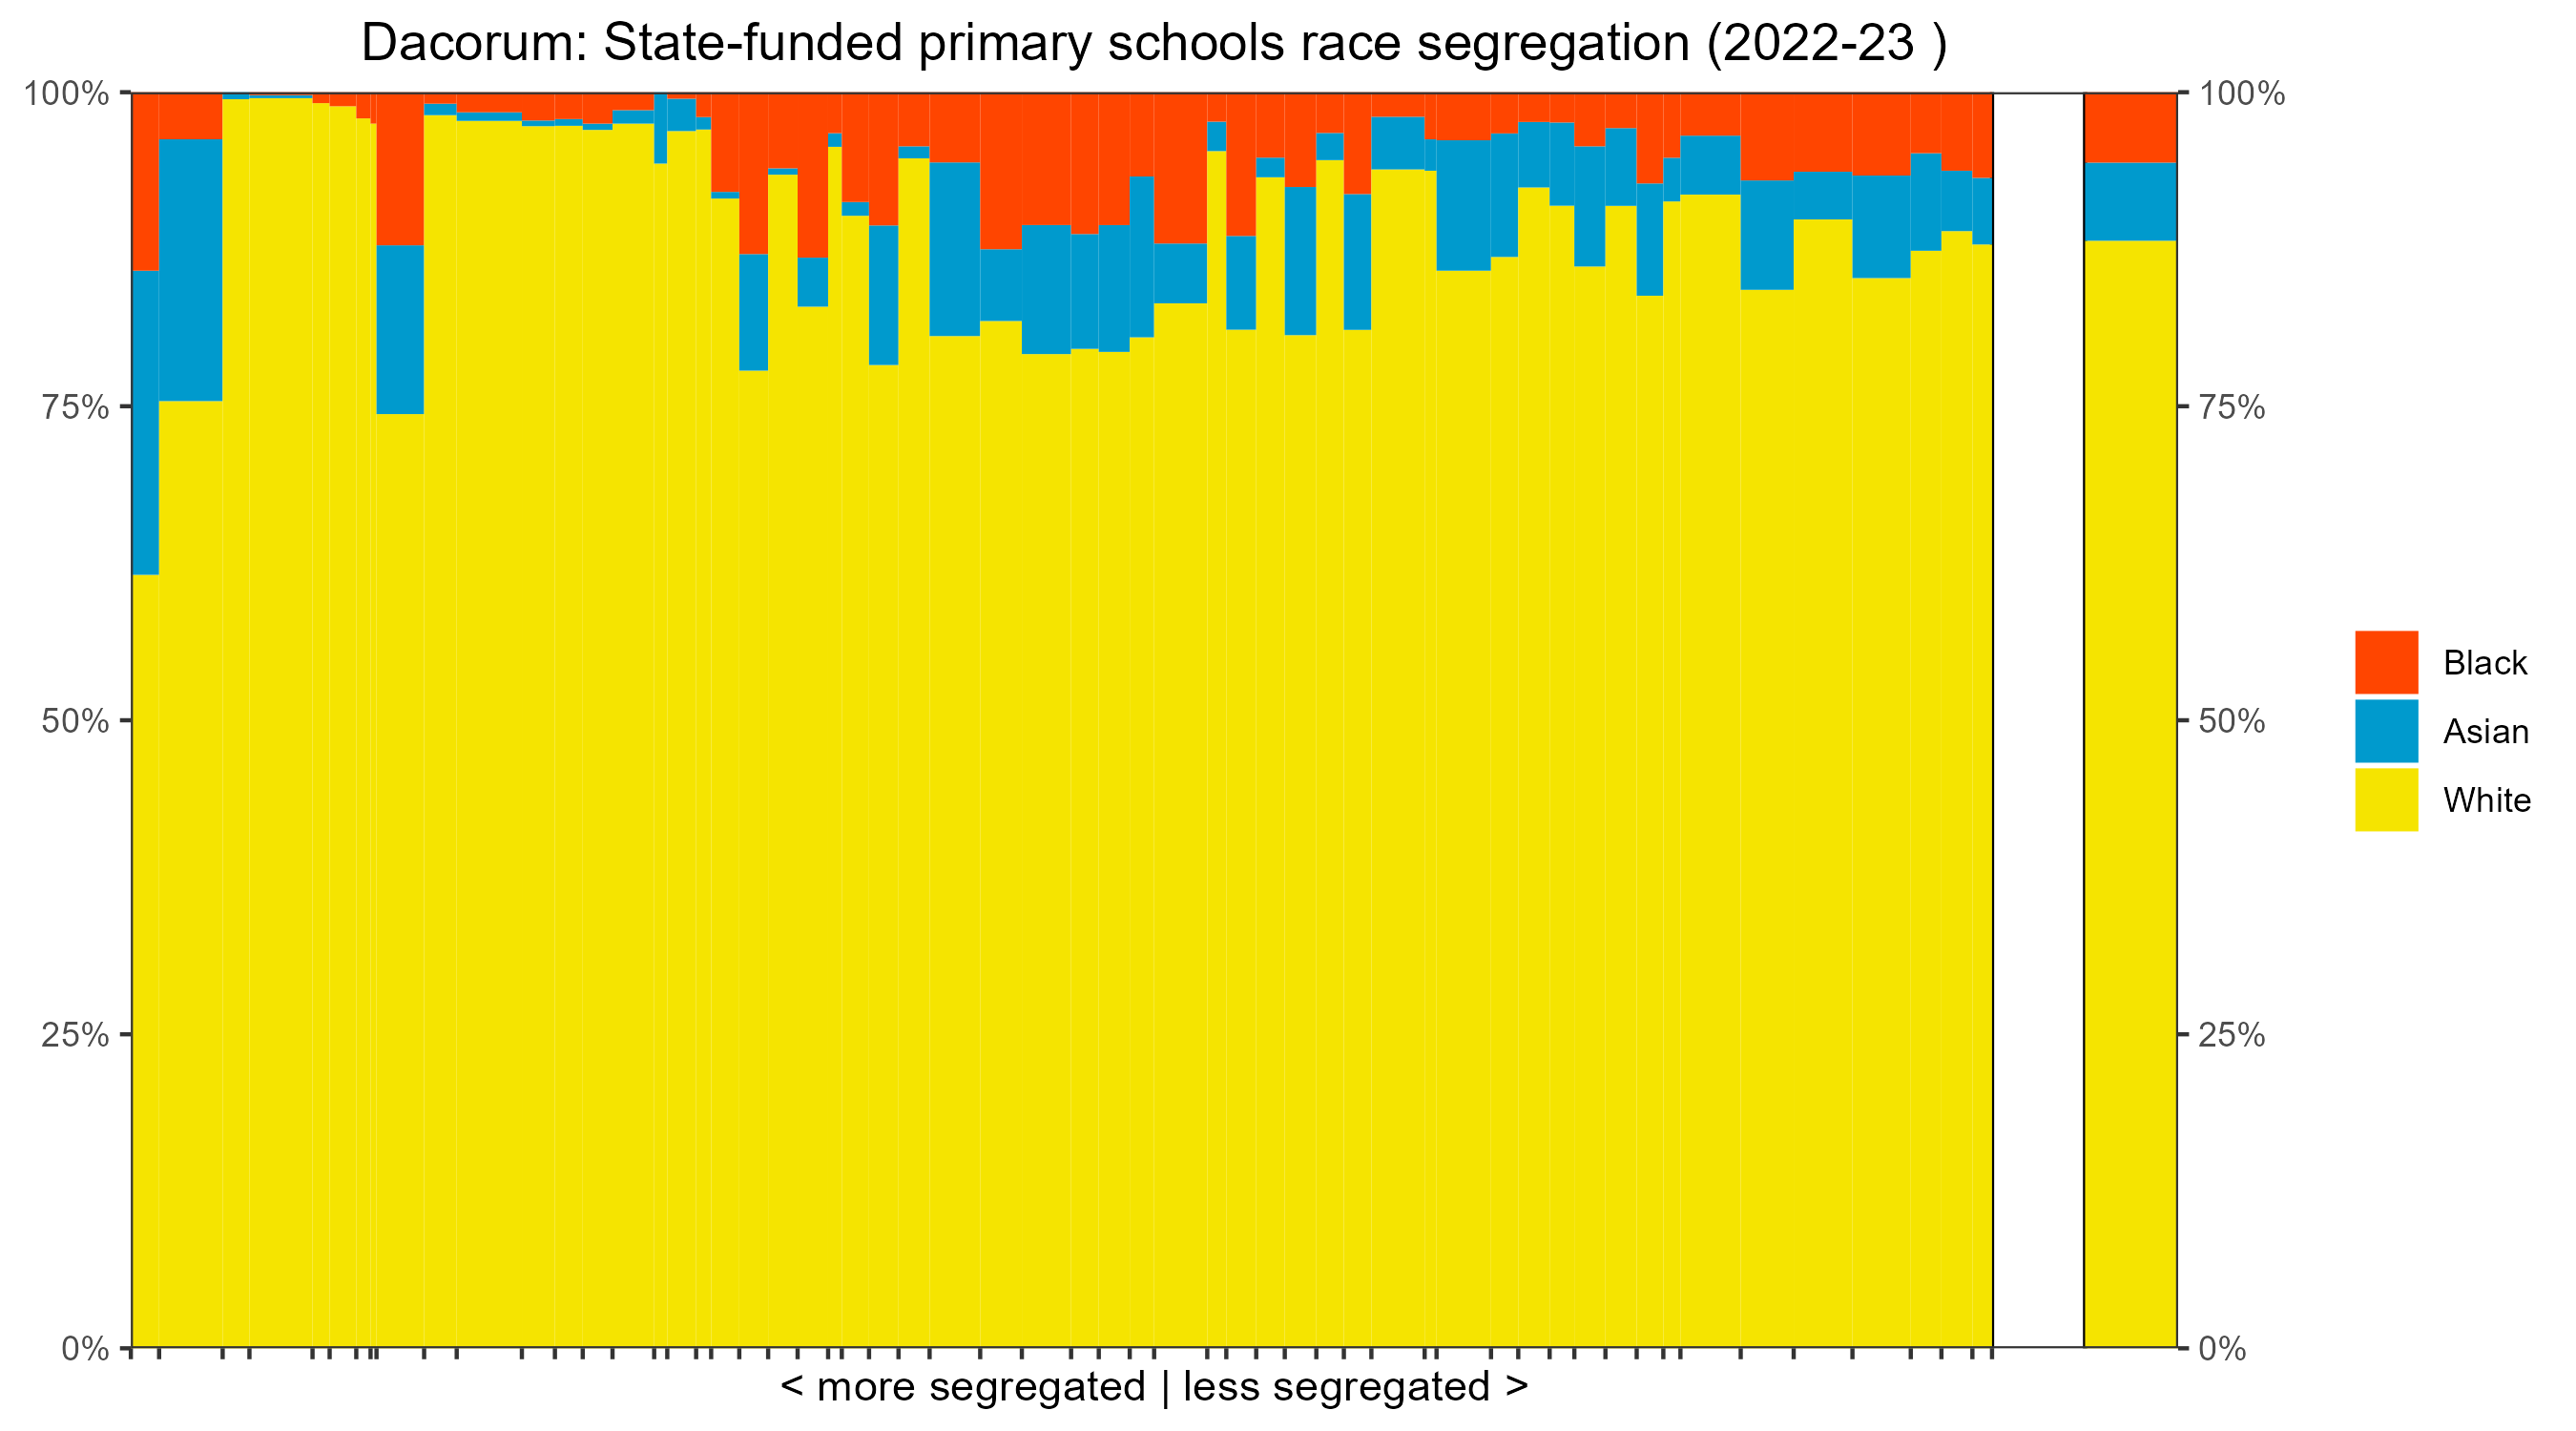 Dacorum: State-funded primary schools race segregation (2022-23 )
100%
75%
50%
25%
0%
100%
75%
50%
25%
0%
Black
Asian
White
< more segregated | less segregated >